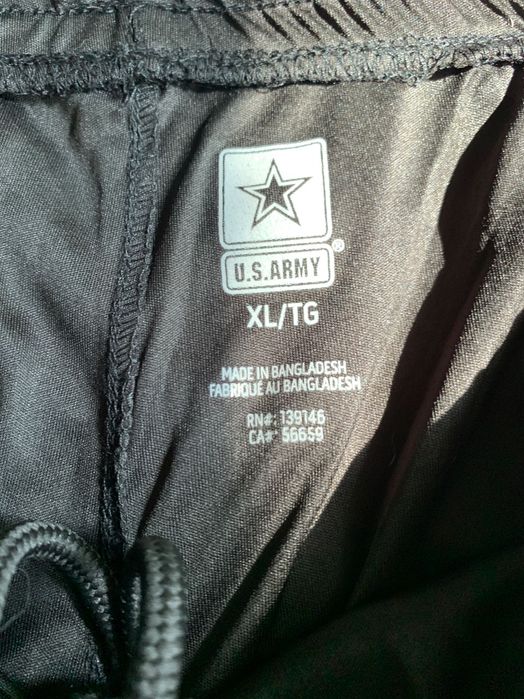 U.S.ARMY
®
XL/TG
MADE IN BANGLADESH
FABRIQUÉ AU BANGLADESH
RN#: 139146
CA#: 56659